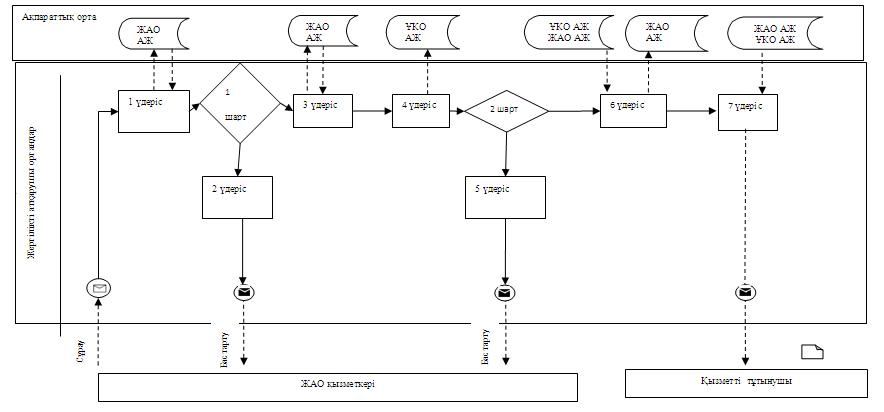 Ақпараттық орта
ЖАО
АЖ
ЖАО
АЖ
ҰКО
АЖ
ҰКО АЖ
ЖАО АЖ
ЖАО
АЖ
ЖАО АЖ
ҰКО АЖ
Жергілікті атқарушы органдар
1 үдеріс
1
шарт
3 үдеріс
4 үдеріс
2 шарт
6 үдеріс
7 үдеріс
2 үдеріс
5 үдеріс
Сұрау
Бас тарту
Бас тарту
ЖАО қызметкері
Қызметті тұтынушы